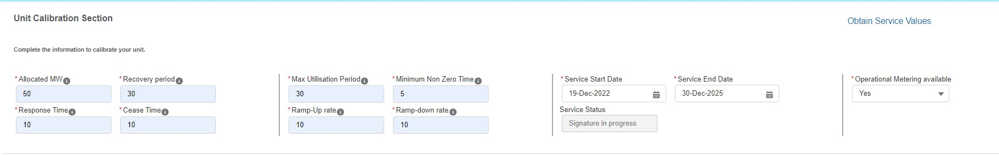 Unit Calibration Section
Obtain Service Values
Complete the information to calibrate your unit.
* Allocated MW
50
* Recovery period
30
* Response Time
10
* Cease Time
10
* Max Utilisation Period
30
* Minimum Non Zero Time
5
* Ramp-Up rate
10
* Ramp-down rate
10
* Service Start Date
19-Dec-2022
* Service End Date
30-Dec-2025
Service Status
Signature in progress
* Operational Metering available
Yes